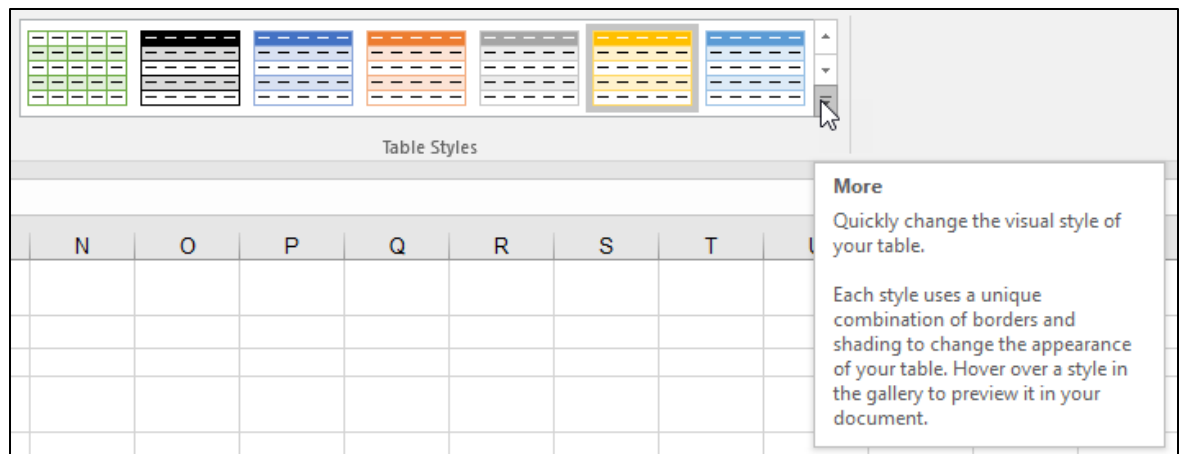 Table Styles
More
Quickly change the visual style of
your table.
Each style uses a unique
combination of borders and
shading to change the appearance
of your table. Hover over a style in
the gallery to preview it in your
document.
N O P Q R S T